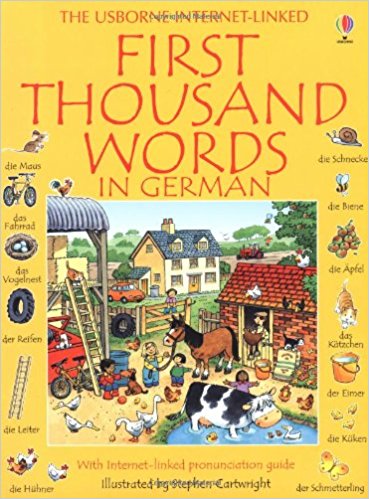 THE USBORNE INTERNET-LINKED
USBORNE
FIRST
THOUSAND
WORDS
IN GERMAN
die Maus
das
Fahrrad
das
Vogelnest
der Reifen
die Leiter
die Hühner
die Schnecke
die Biene
die Äpfel
das
Kätzchen
der Eimer
die Küken
der Schmetterling
With Internet-linked pronunciation guide
Illustrated by Stephen Cartwright